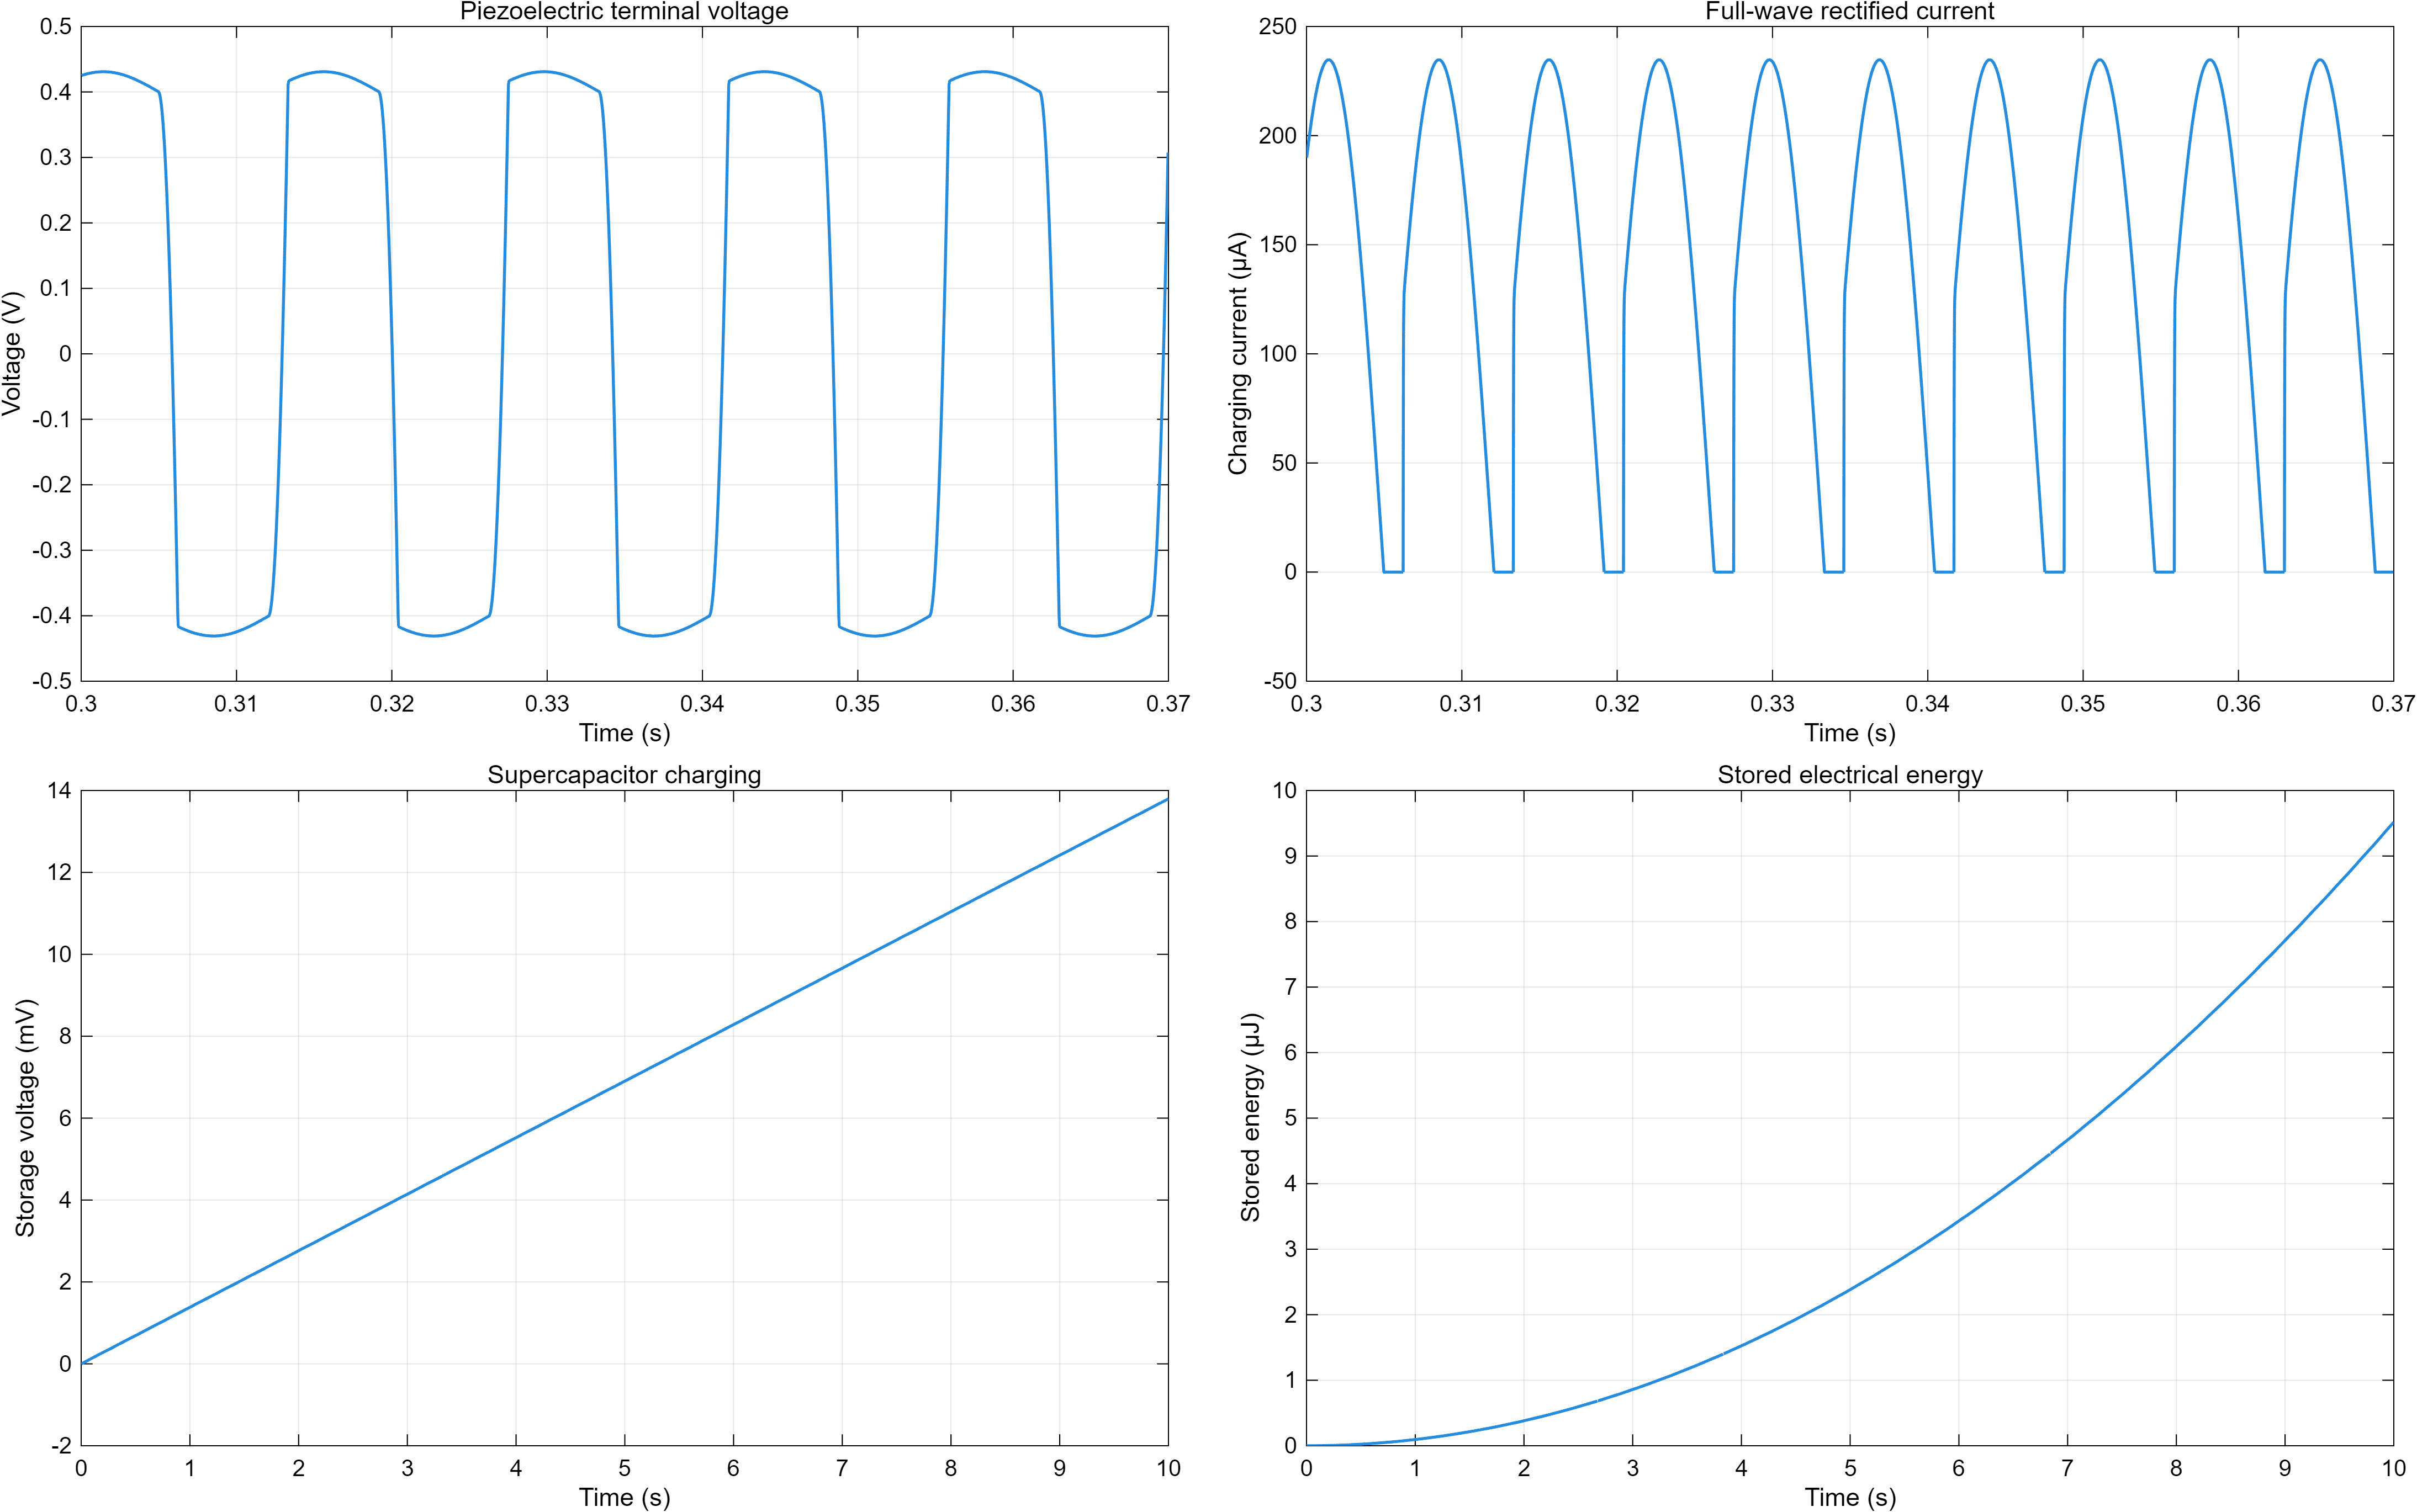 Piezoelectric terminal voltage
0.5
0.4
0.3
0.2
0.1
0
-0.1
-0.2
-0.3
-0.4
-0.5
Voltage (V)
0.3 0.31 0.32 0.33 0.34 0.35 0.36 0.37
Time (s)
Full-wave rectified current
250
200
150
100
50
0
-50
Charging current (µA)
0.3 0.31 0.32 0.33 0.34 0.35 0.36 0.37
Time (s)
Supercapacitor charging
14
12
10
8
6
4
2
0
-2
Storage voltage (mV)
0 1 2 3 4 5 6 7 8 9 10
Time (s)
Stored electrical energy
10
9
8
7
6
5
4
3
2
1
0
Stored energy (µJ)
0 1 2 3 4 5 6 7 8 9 10
Time (s)